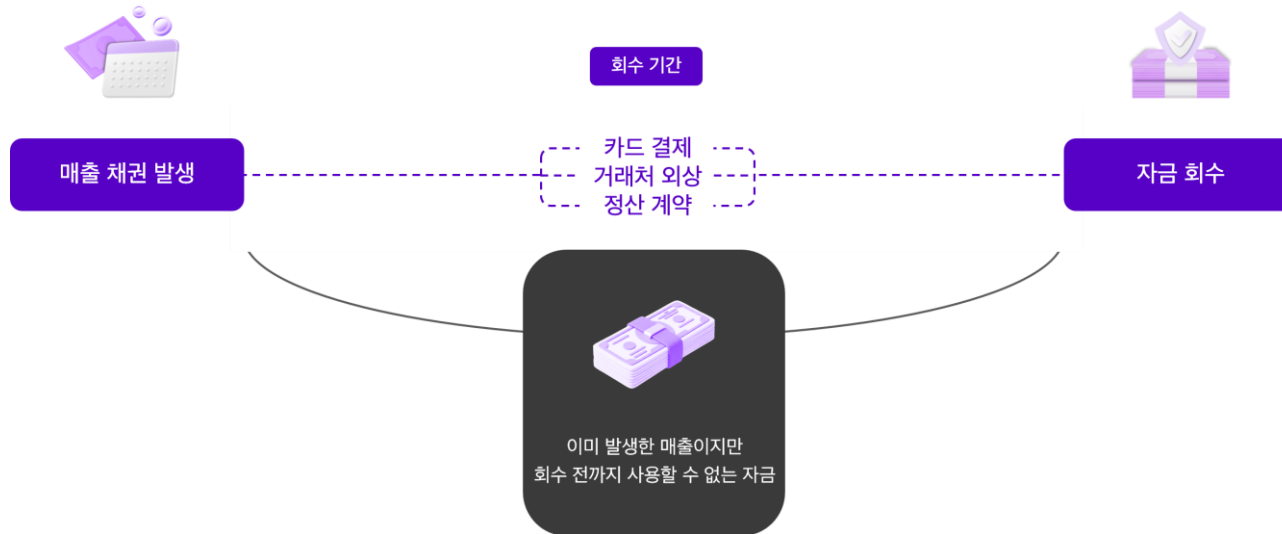 회수 기간
매출 채권 발생
카드 결제
거래처 외상
정산 계약
자금 회수
이미 발생한 매출이지만
회수 전까지 사용할 수 없는 자금